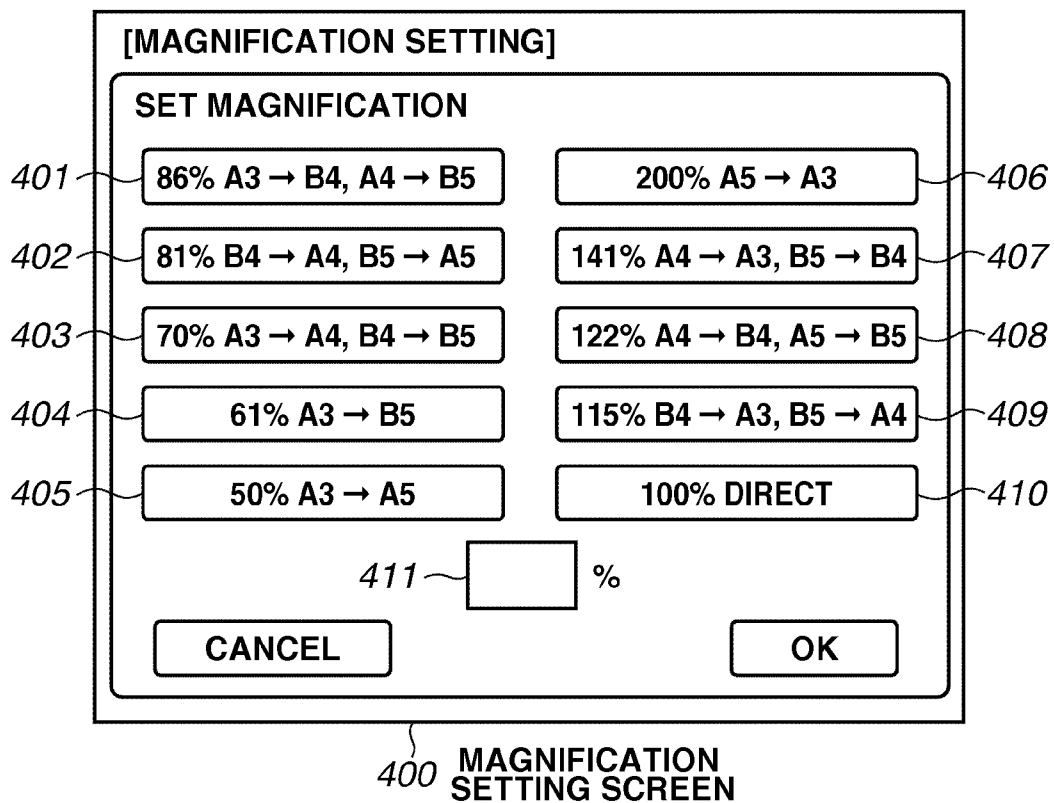 [MAGNIFICATION SETTING]
SET MAGNIFICATION
401 86% A3 → B4, A4 → B5 200% A5 → A3 406
402 81% B4 → A4, B5 → A5 141% A4 → A3, B5 → B4 407
403 70% A3 → A4, B4 → B5 122% A4 → B4, A5 → B5 408
404 61% A3 → B5 115% B4 → A3, B5 → A4 409
405 50% A3 → A5 100% DIRECT 410
411 %
CANCEL OK
400 MAGNIFICATION
SETTING SCREEN